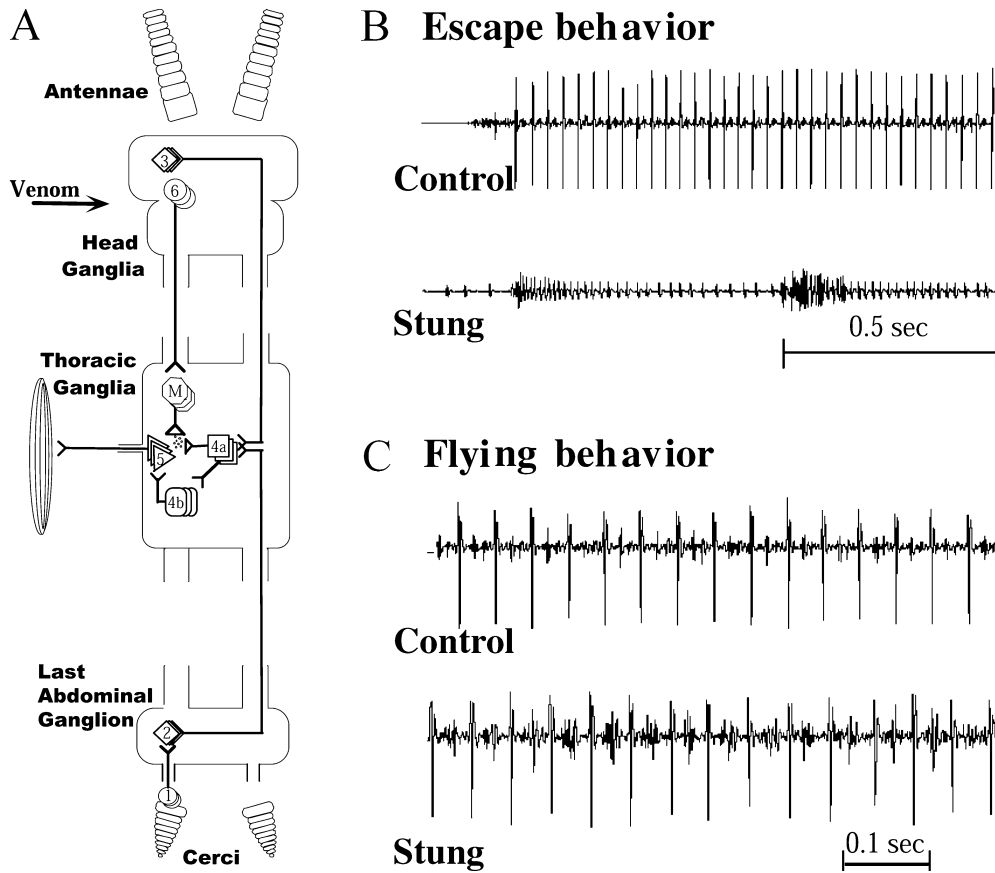 A
Antennae
3
6
Venom
Head
Ganglia
Thoracic
Ganglia
M
4a
5
4b
Last
Abdominal
Ganglion
2
1
Cerci
B Escape behavior
Control
Stung
0.5 sec
C Flying behavior
Control
Stung
0.1 sec